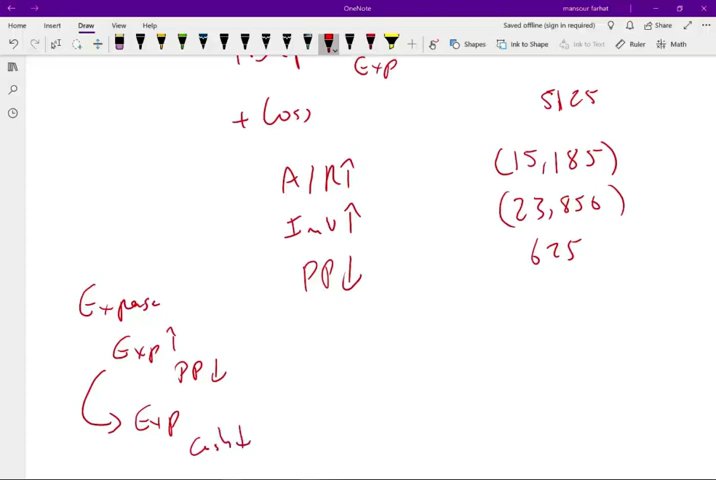 mansour farhat
OneNote
Home Insert Draw View Help
Saved offline (sign in required) Share
Shapes Ink to Shape Ink to Text Ruler Math
Exp
+ Loss 5125
A/R↑ (15,185)
Inv↑ (23,856)
PP↓ 625
Expense
Exp↑
PP↓
Exp
Cash↓